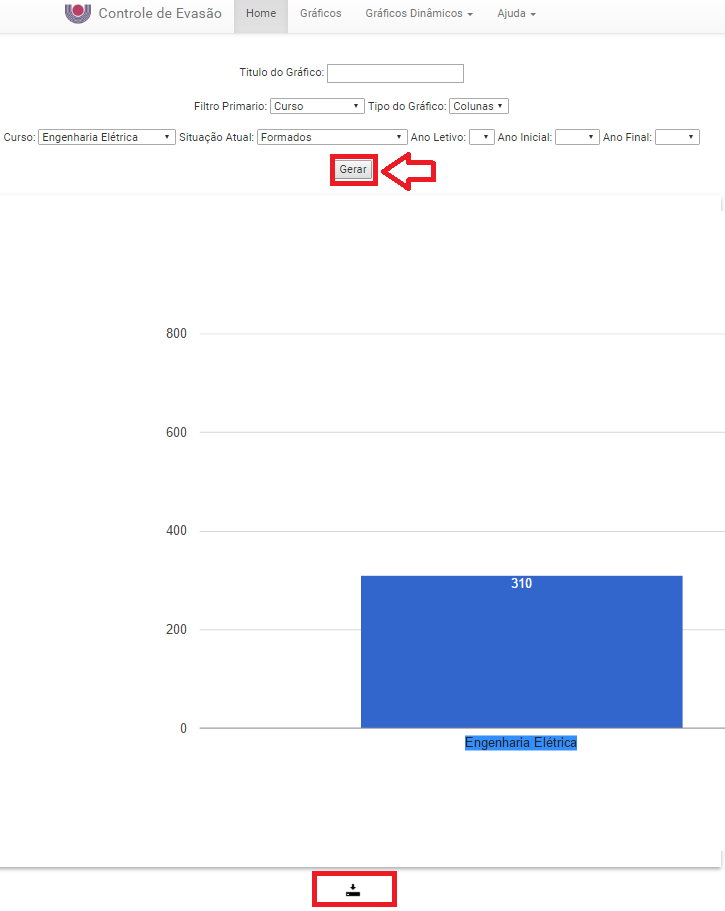 Controle de Evasão Home Gráficos Gráficos Dinâmicos Ajuda
Titulo do Gráfico:
Filtro Primario: Curso Tipo do Gráfico: Colunas
Curso: Engenharia Elétrica Situação Atual: Formados Ano Letivo: Ano Inicial: Ano Final:
Gerar
800
600
400
310
200
0
Engenharia Elétrica